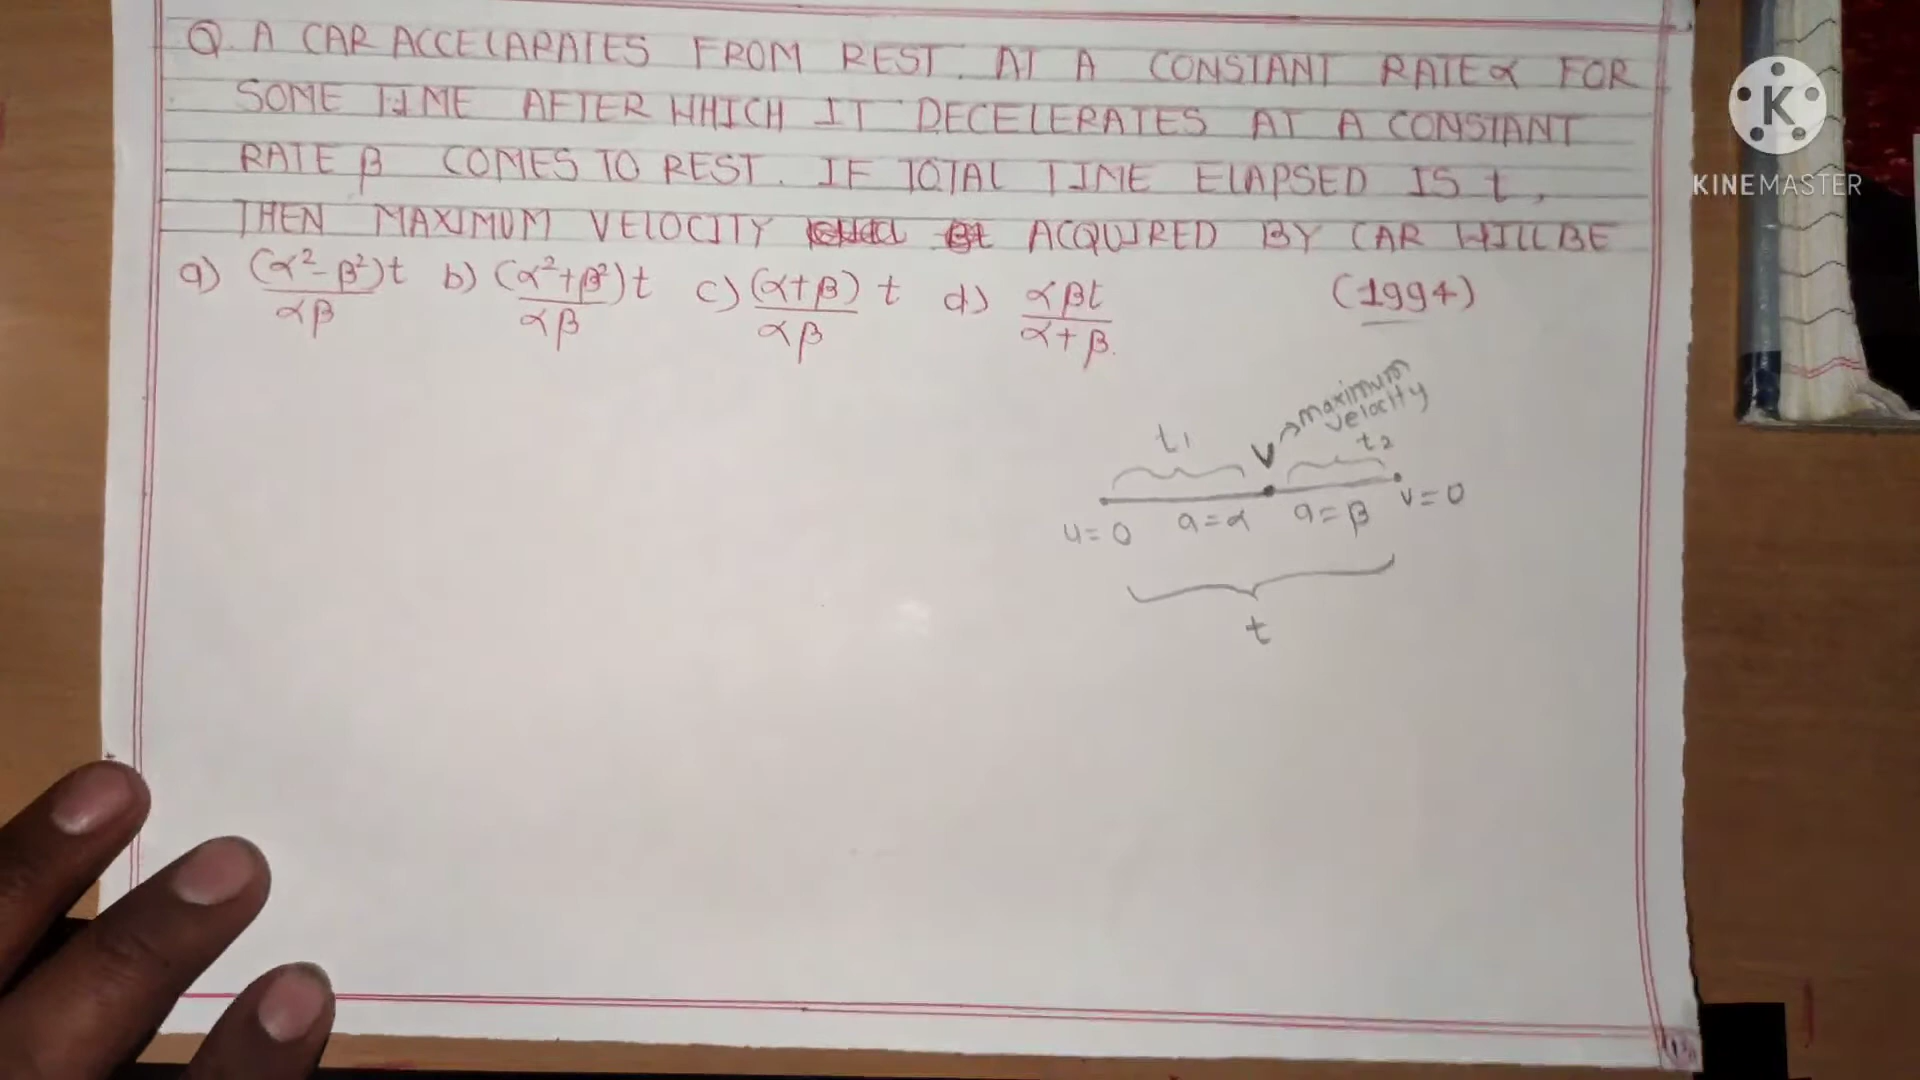 Q. A CAR ACCELARATES FROM REST. AT A CONSTANT RATE α FOR
SOME TIME AFTER WHICH IT DECELERATES AT A CONSTANT
RATE β COMES TO REST. IF TOTAL TIME ELAPSED IS t,
THEN MAXIMUM VELOCITY ACQUIRED BY CAR WILL BE
a) (α²-β²)t/αβ b) (α²+β²)t/αβ c) (α+β)t/αβ d) αβt/α+β. (1994)
maximum
velocity
t1 V t2
u=0 a=α a=β v=0
t
K
KINEMASTER